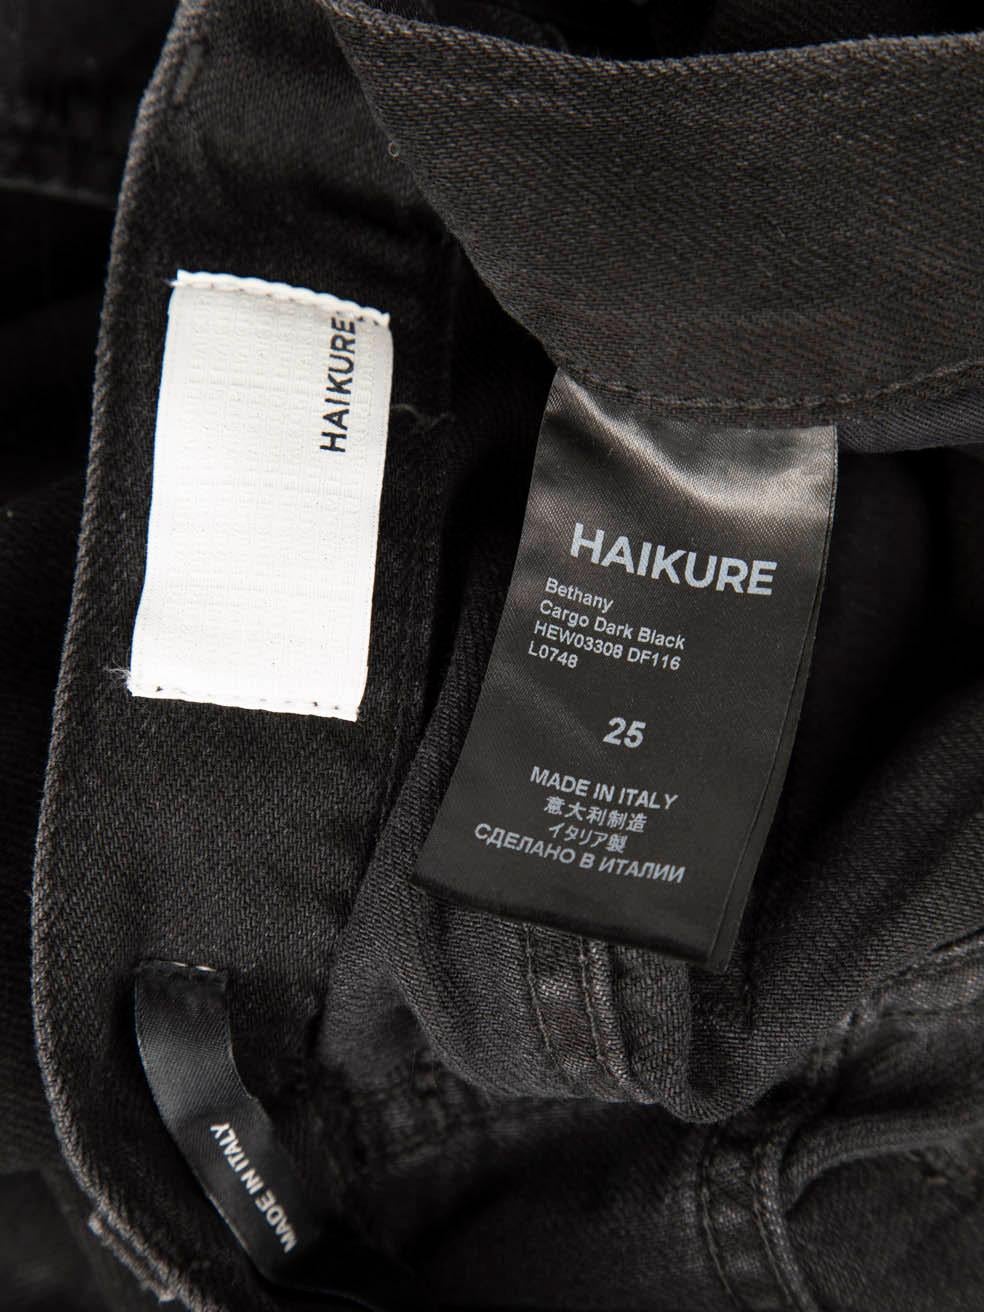 HAIKURE
HAIKURE
Bethany
Cargo Dark Black
HEW03308 DF116
L0748
25
MADE IN ITALY
意大利制造
イタリア製
СДЕЛАНО В ИТАЛИИ
MADE IN ITALY